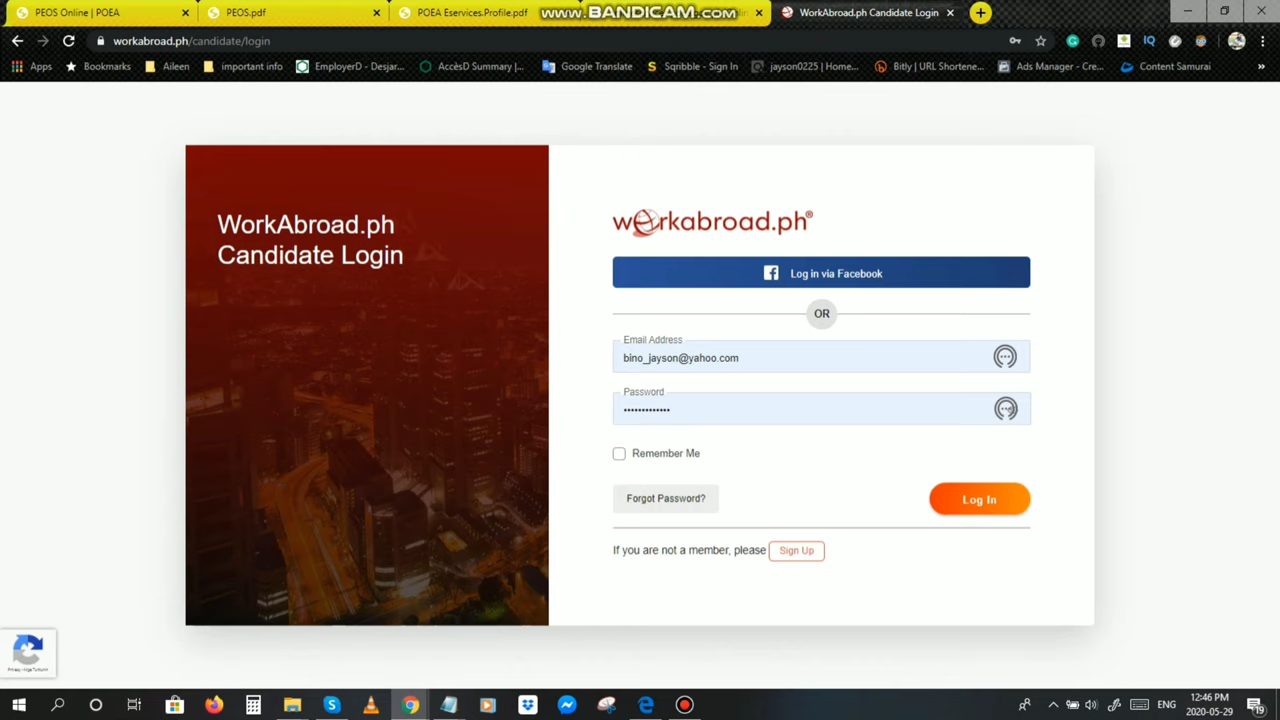 PEOS Online | POEA
PEOS.pdf
POEA Eservices.Profile.pdf
www.BANDICAM.com
WorkAbroad.ph Candidate Login
workabroad.ph/candidate/login
Apps
Bookmarks
Aileen
important info
EmployerD - Desjar...
AccèsD Summary |...
Google Translate
Sqribble - Sign In
jayson0225 | Home...
Bitly | URL Shortene...
Ads Manager - Cre...
Content Samurai
»
WorkAbroad.ph
Candidate Login
workabroad.ph®
Log in via Facebook
OR
Email Address
bino_jayson@yahoo.com
Password
•••••••••••••
Remember Me
Forgot Password?
Log In
If you are not a member, please Sign Up
ENG
12:46 PM
2020-05-29
19